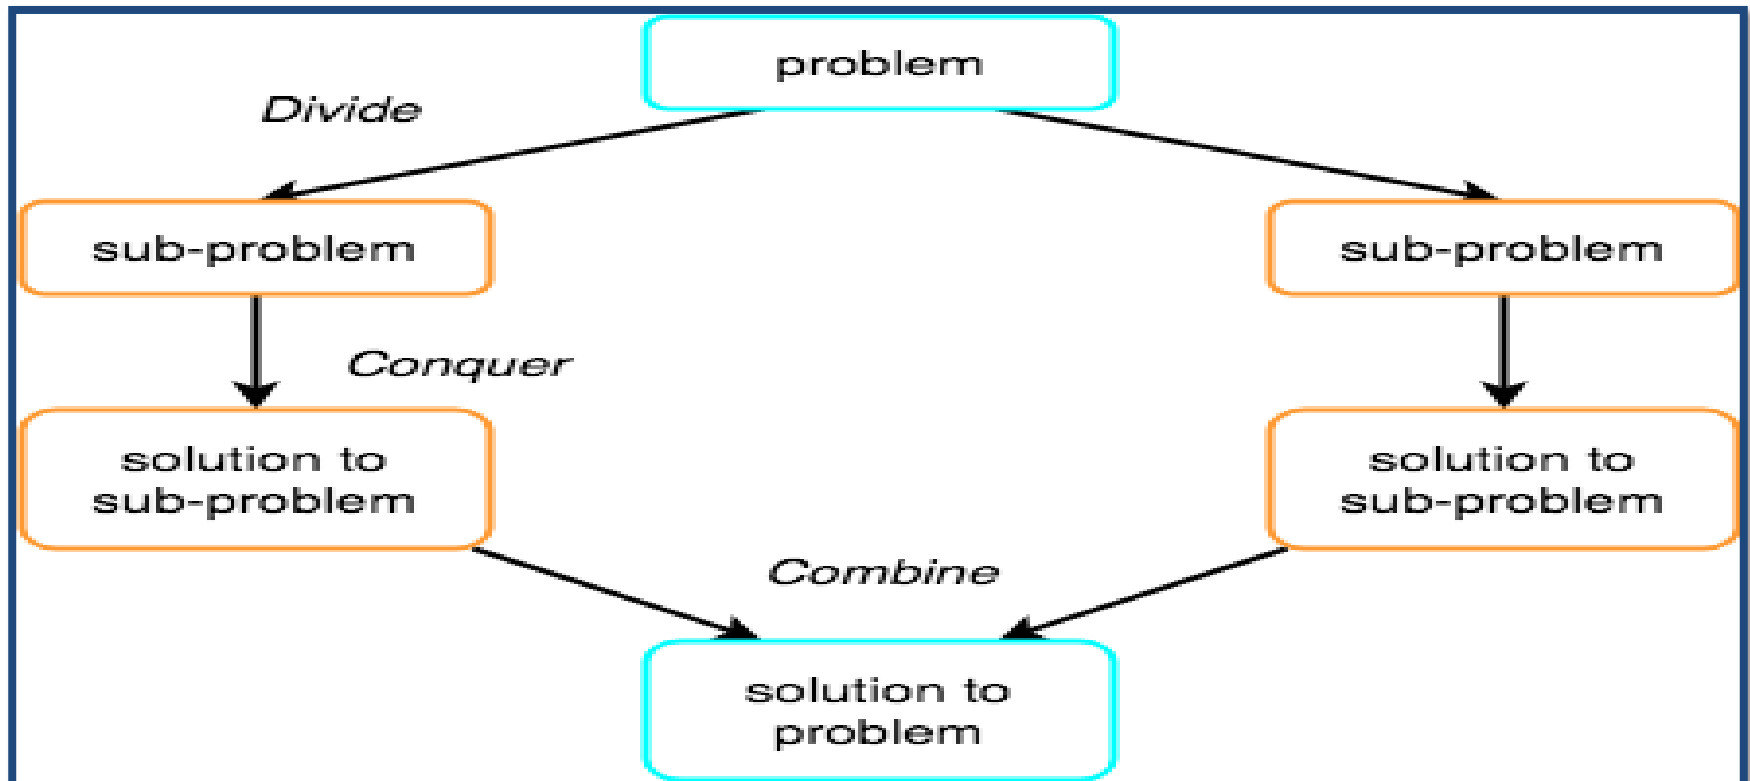 problem
Divide
sub-problem
sub-problem
Conquer
solution to
sub-problem
solution to
sub-problem
Combine
solution to
problem